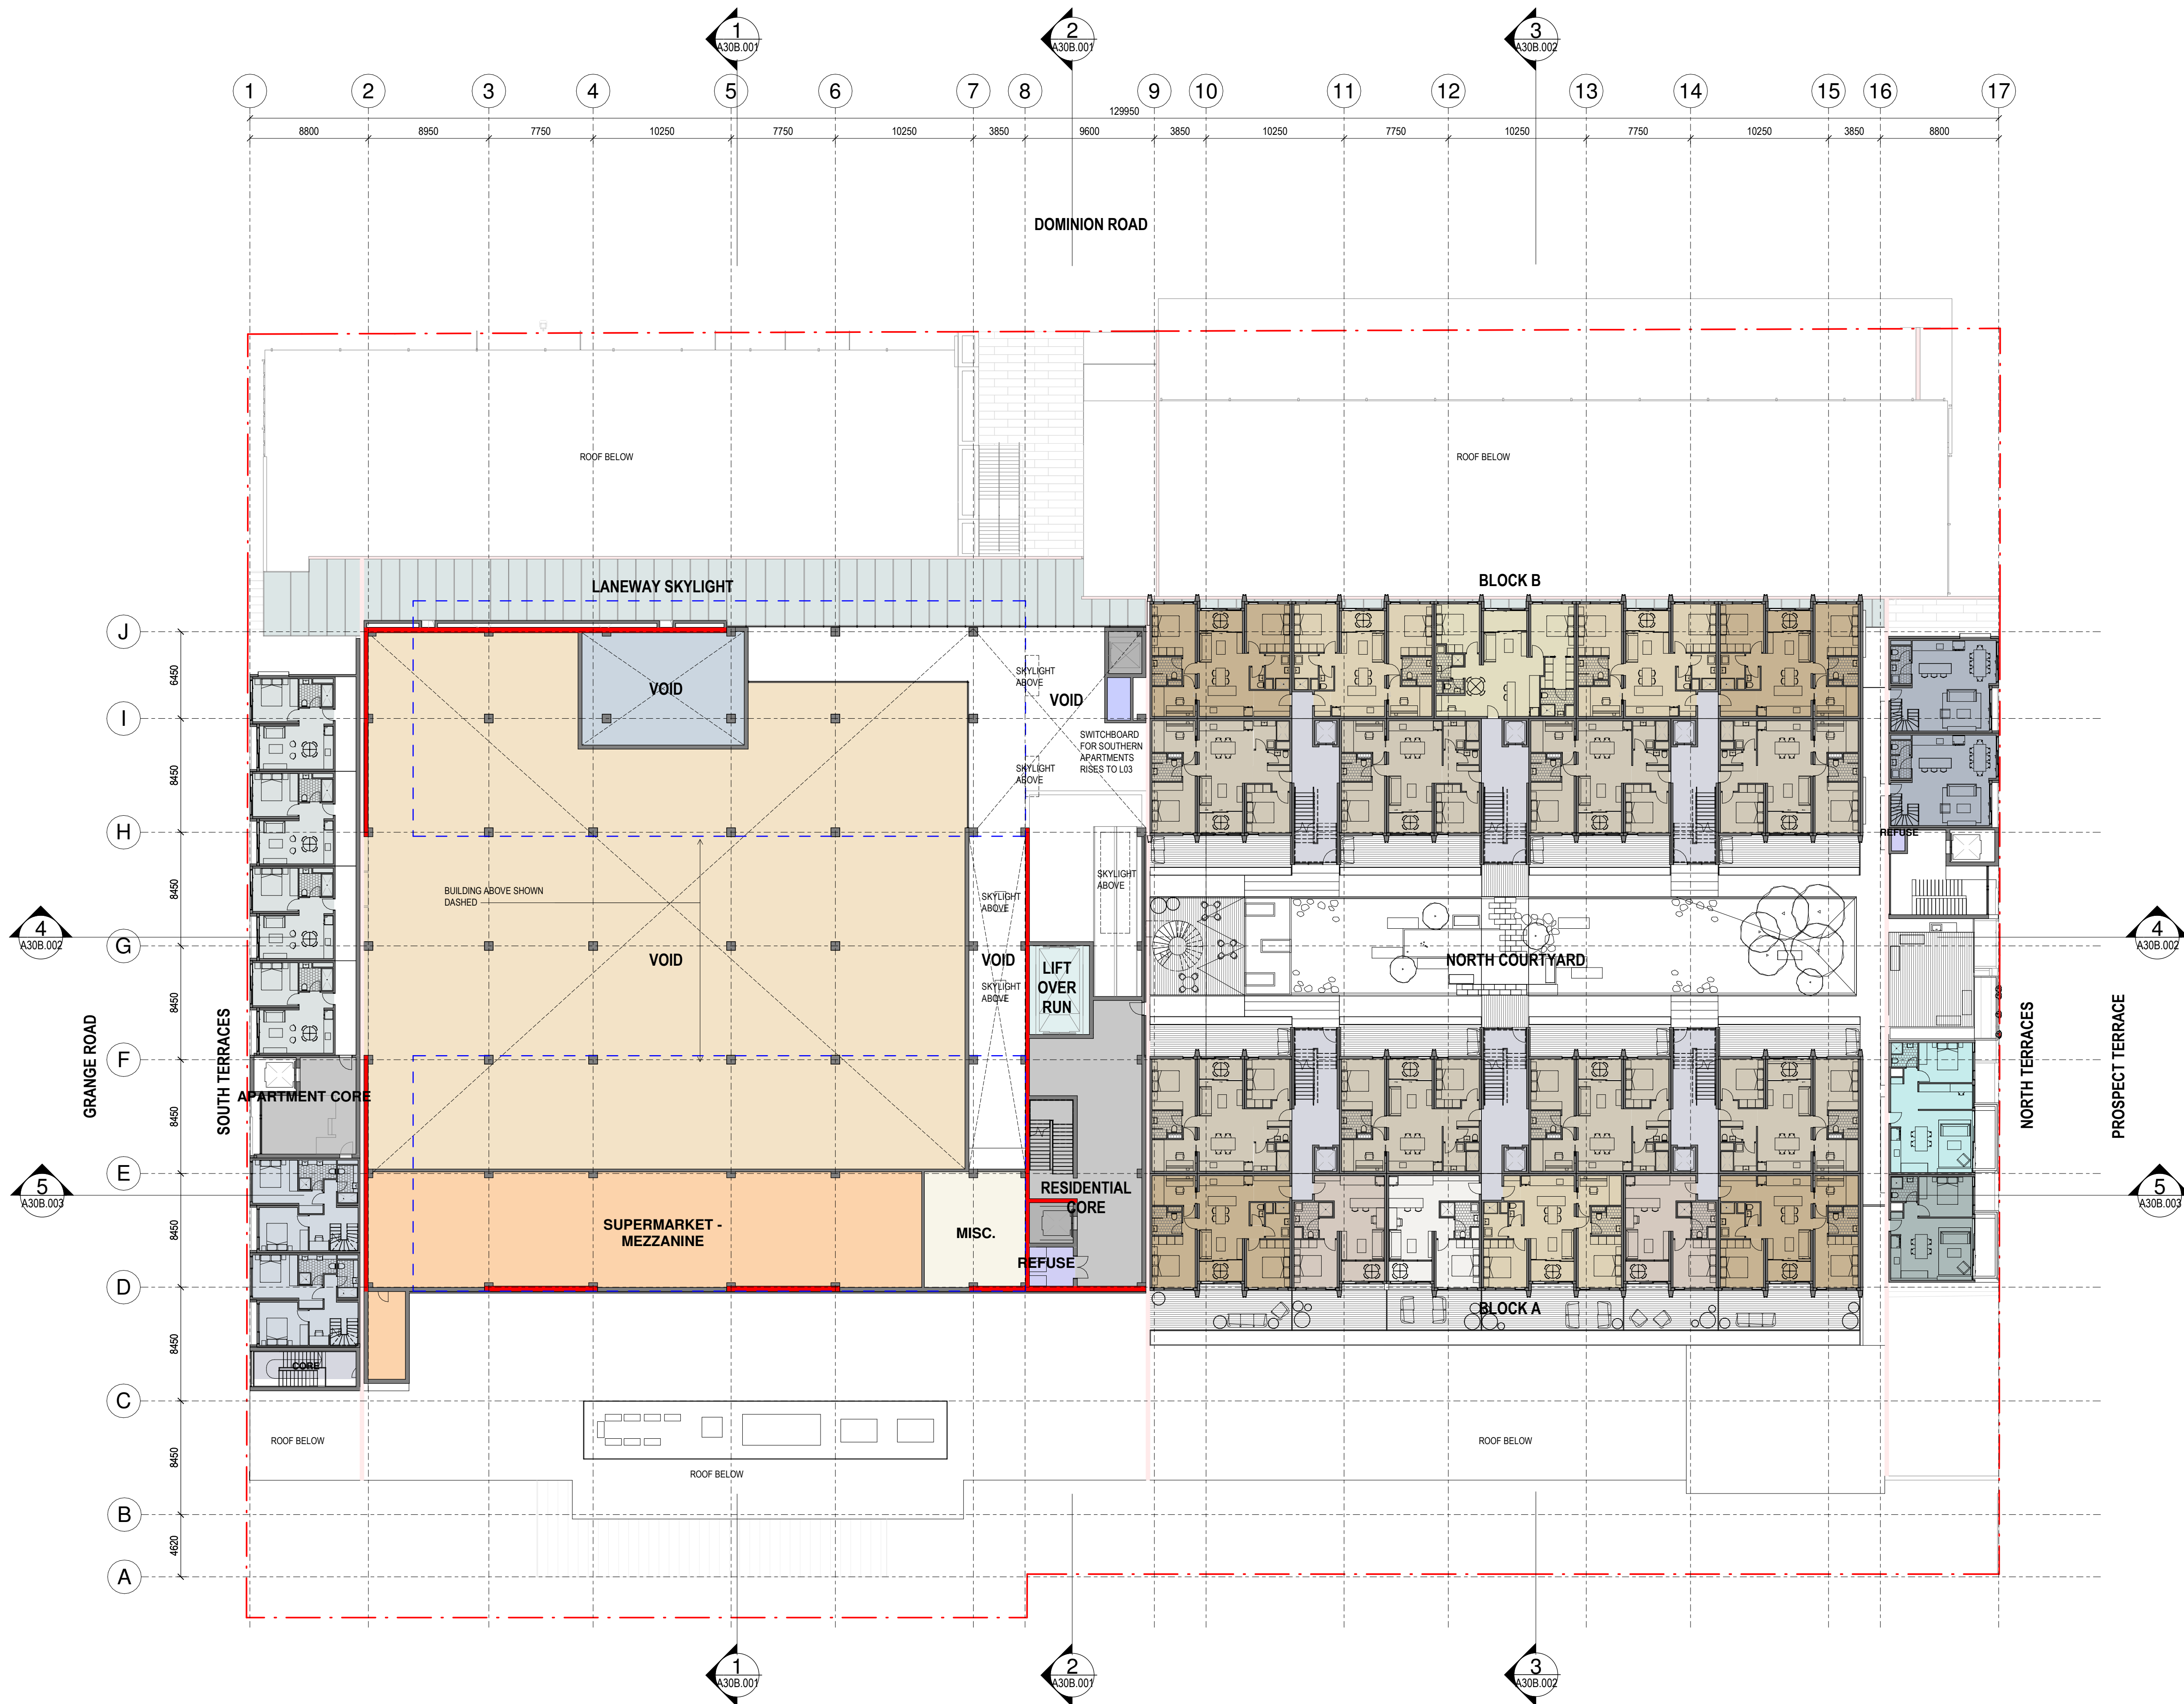 1
A30B.001
2
A30B.001
3
A30B.002
1
2
3
4
5
6
7
8
9
10
11
12
13
14
15
16
17
129950
8800
8950
7750
10250
7750
10250
3850
9600
3850
10250
7750
10250
7750
10250
3850
8800
DOMINION ROAD
ROOF BELOW
ROOF BELOW
LANEWAY SKYLIGHT
BLOCK B
J
6450
SKYLIGHT
ABOVE
VOID
VOID
I
SWITCHBOARD
FOR SOUTHERN
APARTMENTS
RISES TO L03
8450
SKYLIGHT
ABOVE
H
REFUSE
8450
BUILDING ABOVE SHOWN
DASHED
SKYLIGHT
ABOVE
SKYLIGHT
ABOVE
4
A30B.002
4
A30B.002
G
VOID
VOID
LIFT
OVER
RUN
NORTH COURTYARD
SKYLIGHT
ABOVE
8450
GRANGE ROAD
SOUTH TERRACES
NORTH TERRACES
PROSPECT TERRACE
F
APARTMENT CORE
8450
E
5
A30B.003
5
A30B.003
RESIDENTIAL
CORE
SUPERMARKET -
MEZZANINE
MISC.
8450
REFUSE
D
BLOCK A
8450
CORE
C
ROOF BELOW
ROOF BELOW
8450
ROOF BELOW
B
4620
A
1
A30B.001
2
A30B.001
3
A30B.002